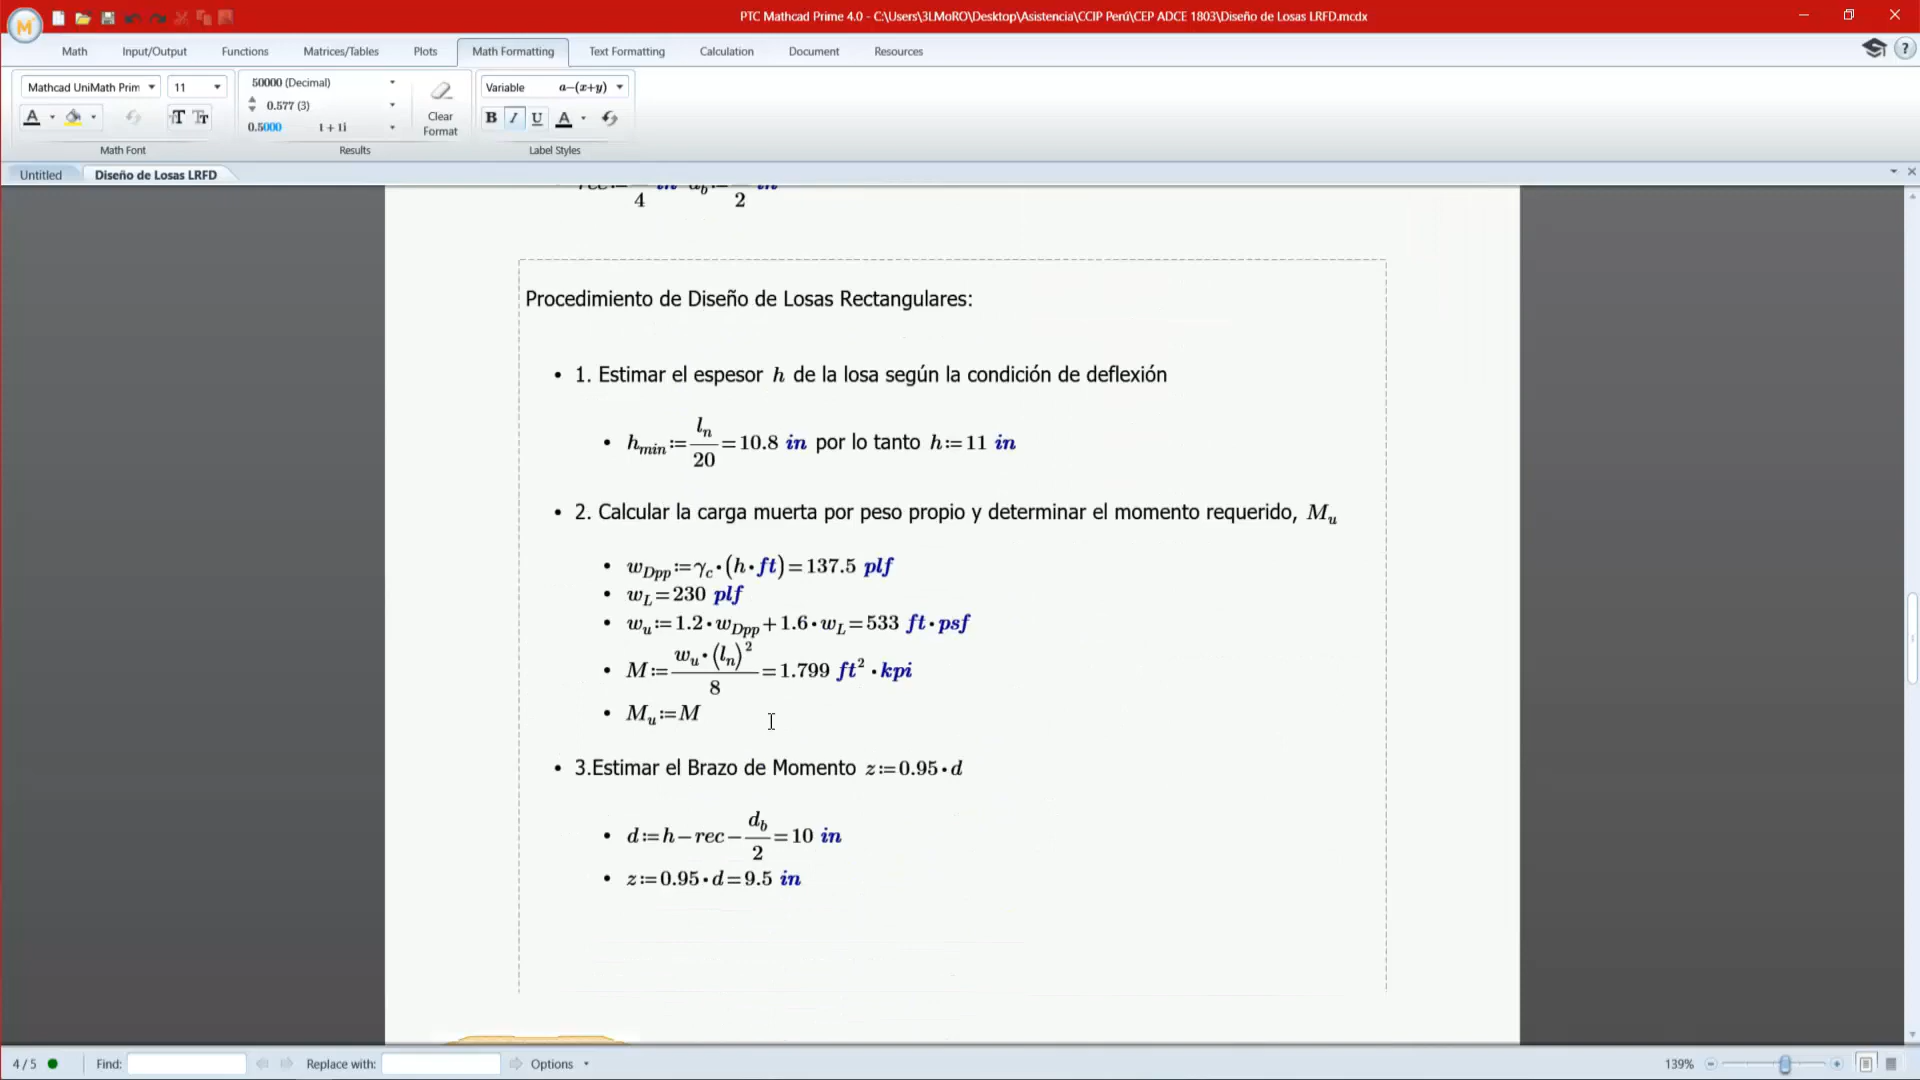 PTC Mathcad Prime 4.0 - C:\Users\3LMoRO\Desktop\Asistencia\CCIP Perú\CEP ADCE 1803\Diseño de Losas LRFD.mcdx
Math Input/Output Functions Matrices/Tables Plots Math Formatting Text Formatting Calculation Document Resources
Mathcad UniMath Prim 11 50000 (Decimal) Variable a−(x+y)
0.577 (3)
0.5000 1 + 1i
Clear Format
B I U A
Math Font Results Label Styles
Untitled Diseño de Losas LRFD
4 2
Procedimiento de Diseño de Losas Rectangulares:
• 1. Estimar el espesor h de la losa según la condición de deflexión
• h_min := l_n/20 = 10.8 in por lo tanto h := 11 in
• 2. Calcular la carga muerta por peso propio y determinar el momento requerido, M_u
• w_Dpp := γ_c · (h · ft) = 137.5 plf
• w_L = 230 plf
• w_u := 1.2 · w_Dpp + 1.6 · w_L = 533 ft · psf
• M := w_u · (l_n)²/8 = 1.799 ft² · kpi
• M_u := M
• 3.Estimar el Brazo de Momento z := 0.95 · d
• d := h − rec − d_b/2 = 10 in
• z := 0.95 · d = 9.5 in
4 / 5 Find: Replace with: Options 139%